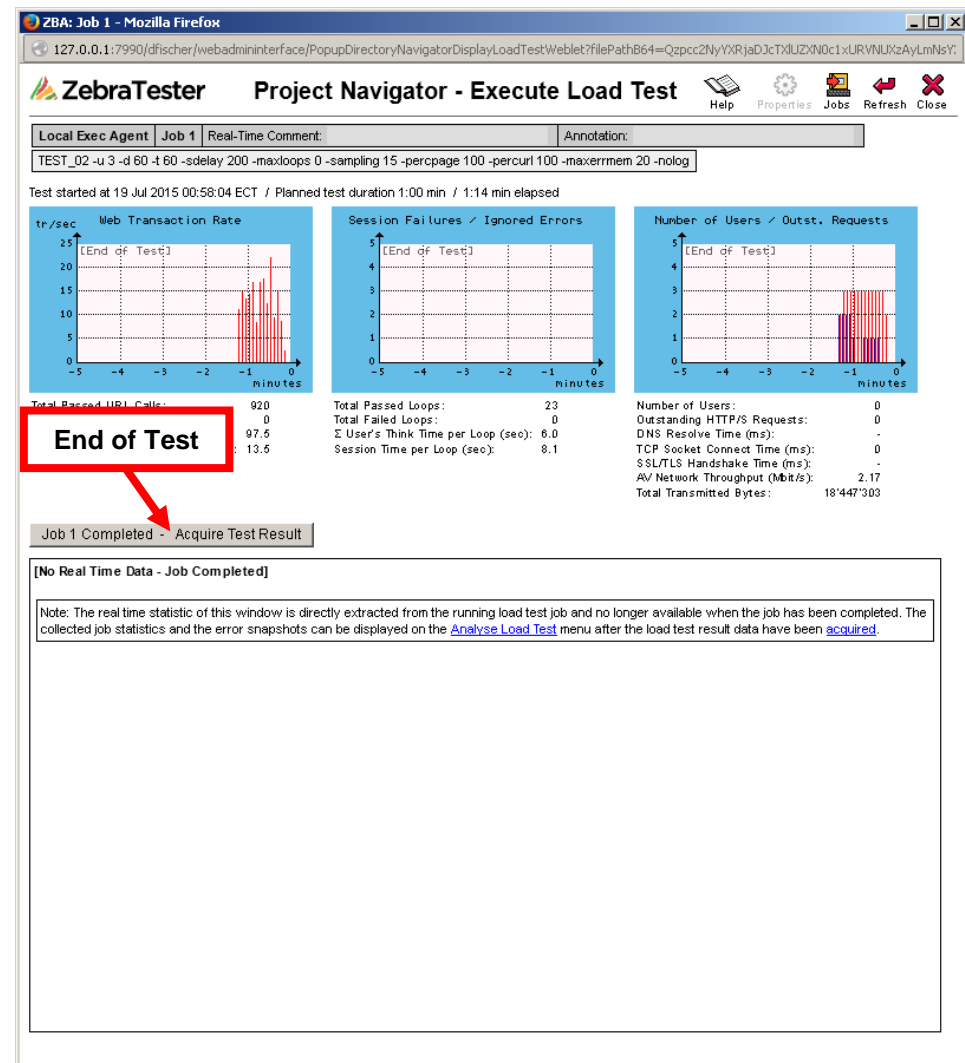 ZBA: Job 1 - Mozilla Firefox
127.0.0.1:7990/dfischer/webadmininterface/PopupDirectoryNavigatorDisplayLoadTestWeblet?filePathB64=
ZebraTester Project Navigator - Execute Load Test
Help Properties Jobs Refresh Close
Local Exec Agent Job 1 Real-Time Comment: Annotation:
TEST_02 -u 3 -d 60 -t 60 -sdelay 200 -maxloops 0 -sampling 15 -percpage 100 -percurl 100 -maxerrmem 20 -nolog
Test started at 19 Jul 2015 00:58:04 ECT / Planned test duration 1:00 min / 1:14 min elapsed
tr/sec Web Transaction Rate
[End of Test]
25
20
15
10
5
0
-5 -4 -3 -2 -1 0
minutes
Session Failures / Ignored Errors
[End of Test]
5
4
3
2
1
0
-5 -4 -3 -2 -1 0
minutes
Number of Users / Outst. Requests
[End of Test]
5
4
3
2
1
0
-5 -4 -3 -2 -1 0
minutes
Total Passed URL Calls: 920
0
97.5
: 13.5
End of Test
Total Passed Loops: 23
Total Failed Loops: 0
Σ User's Think Time per Loop (sec): 6.0
Session Time per Loop (sec): 8.1
Number of Users: 0
Outstanding HTTP/S Requests: 0
DNS Resolve Time (ms): -
TCP Socket Connect Time (ms): 0
SSL/TLS Handshake Time (ms): -
AV Network Throughput (Mbit/s): 2.17
Total Transmitted Bytes: 18'447'303
Job 1 Completed - Acquire Test Result
[No Real Time Data - Job Completed]
Note: The real time statistic of this window is directly extracted from the running load test job and no longer available when the job has been completed. The
collected job statistics and the error snapshots can be displayed on the Analyse Load Test menu after the load test result data have been acquired.